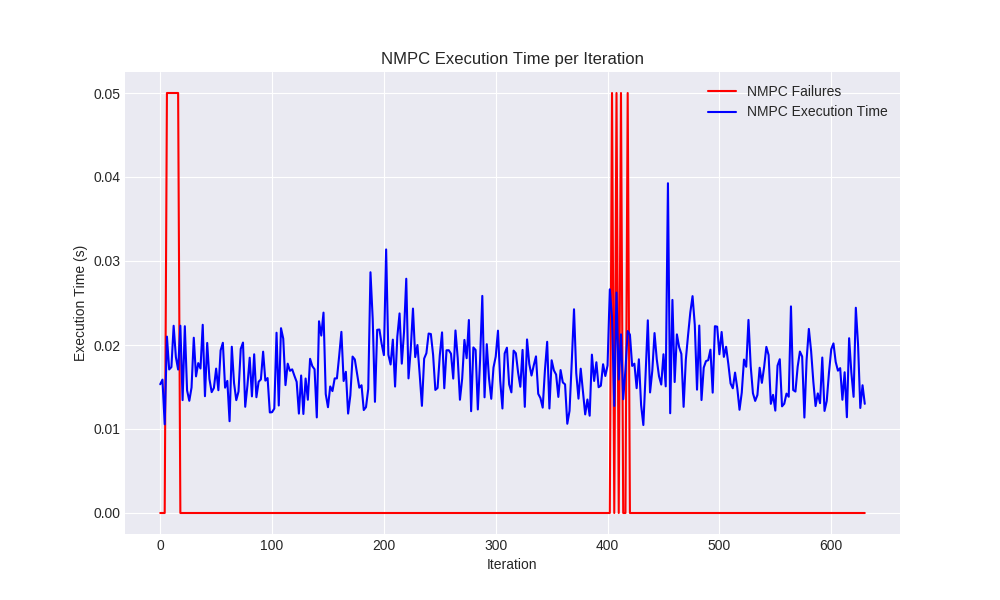 NMPC Execution Time per Iteration
NMPC Failures
NMPC Execution Time
Execution Time (s)
0.05
0.04
0.03
0.02
0.01
0.00
0 100 200 300 400 500 600
Iteration